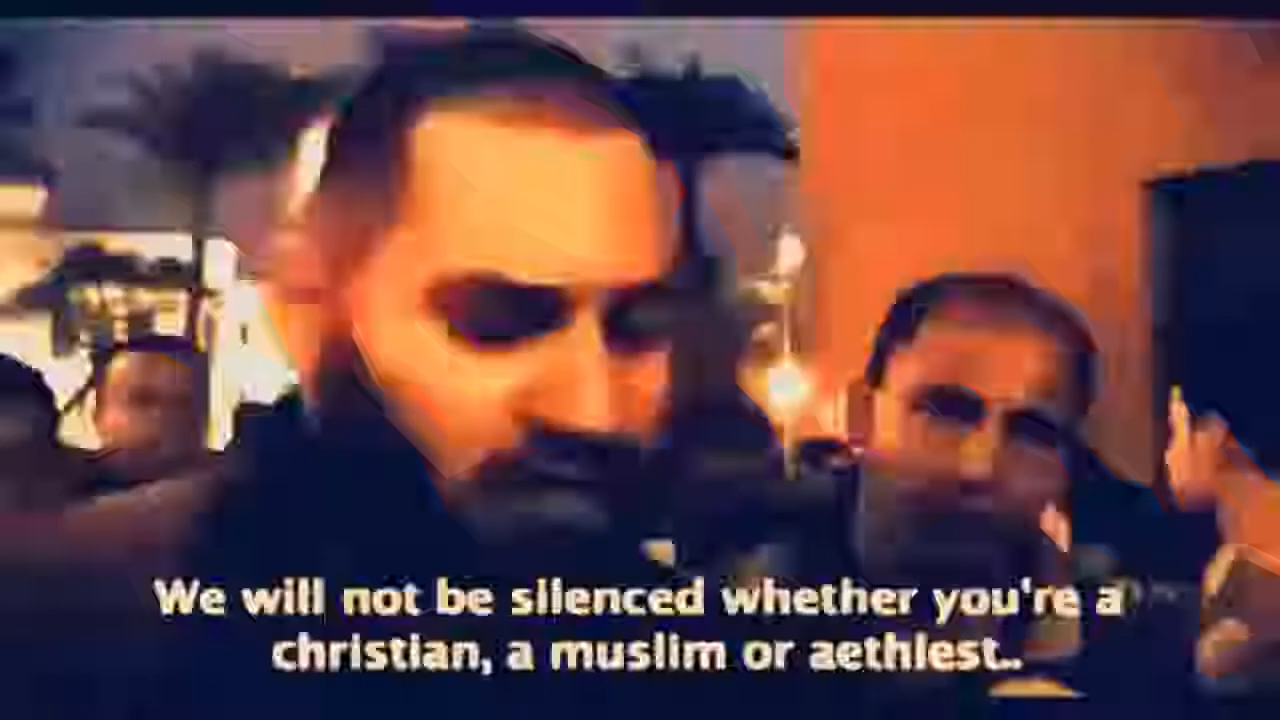 We will not be silenced whether you're a
christian, a muslim or aethiest..